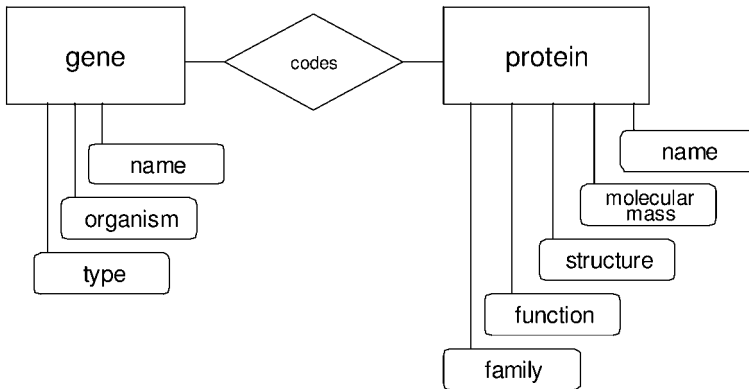 gene
codes
protein
name
organism
type
name
molecular
mass
structure
function
family